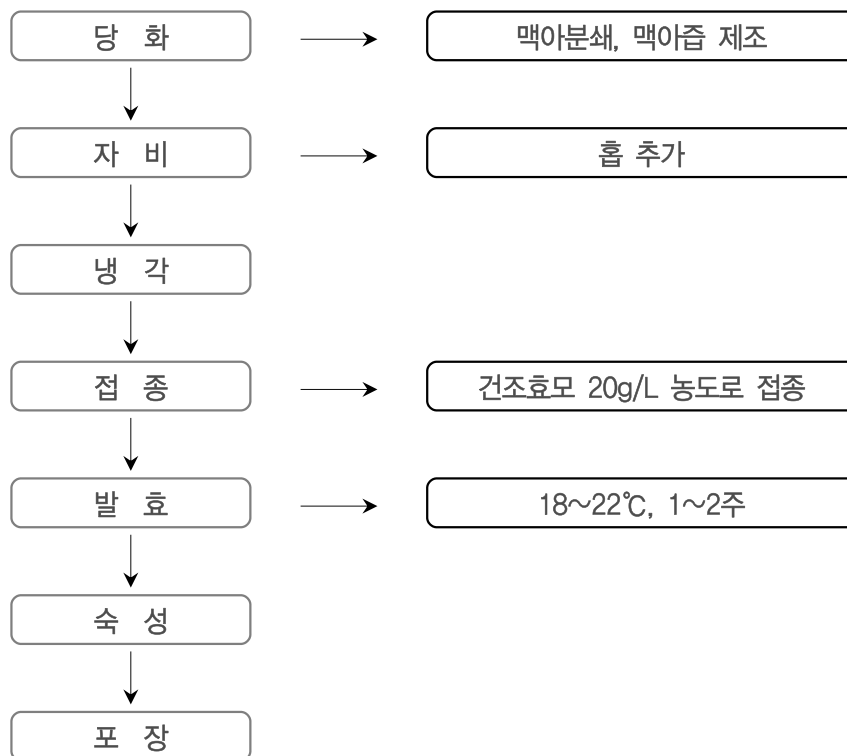 당 화
맥아분쇄, 맥아즙 제조
자 비
홉 추가
냉 각
접 종
건조효모 20g/L 농도로 접종
발 효
18~22℃, 1~2주
숙 성
포 장